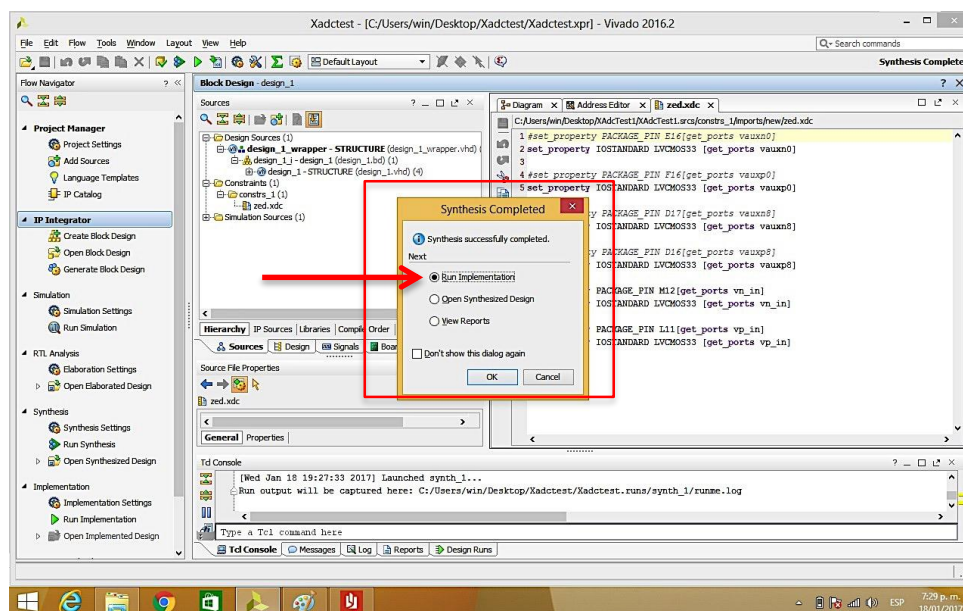 Xadctest - [C:/Users/win/Desktop/Xadctest/Xadctest.xpr] - Vivado 2016.2
File Edit Flow Tools Window Layout View Help
Search commands
Default Layout
Synthesis Complete
Flow Navigator
Project Manager
Project Settings
Add Sources
Language Templates
IP Catalog
IP Integrator
Create Block Design
Open Block Design
Generate Block Design
Simulation
Simulation Settings
Run Simulation
RTL Analysis
Elaboration Settings
Open Elaborated Design
Synthesis
Synthesis Settings
Run Synthesis
Open Synthesized Design
Implementation
Implementation Settings
Run Implementation
Open Implemented Design
Block Design - design_1
Sources
Design Sources (1)
design_1_wrapper - STRUCTURE (design_1_wrapper.vhd) (
design_1_i - design_1 (design_1.bd) (1)
design_1 - STRUCTURE (design_1.vhd) (4)
Constraints (1)
constrs_1 (1)
zed.xdc
Simulation Sources (1)
Hierarchy IP Sources Libraries Compile Order
Sources Design Signals Boar
Source File Properties
zed.xdc
General Properties
Diagram Address Editor zed.xdc
C:/Users/win/Desktop/XAdcTest1/XAdcTest1.srcs/constrs_1/imports/new/zed.xdc
1 #set_property PACKAGE_PIN E16[get_ports vauxn0]
2 set_property IOSTANDARD LVCMOS33 [get_ports vauxn0]
3
4 #set_property PACKAGE_PIN F16[get_ports vauxp0]
5 set_property IOSTANDARD LVCMOS33 [get_ports vauxp0]
ty PACKAGE_PIN D17[get_ports vauxn8]
IOSTANDARD LVCMOS33 [get_ports vauxn8]
ty PACKAGE_PIN D16[get_ports vauxp8]
IOSTANDARD LVCMOS33 [get_ports vauxp8]
PACKAGE_PIN M12[get_ports vn_in]
IOSTANDARD LVCMOS33 [get_ports vn_in]
PACKAGE_PIN L11[get_ports vp_in]
IOSTANDARD LVCMOS33 [get_ports vp_in]
Synthesis Completed
Synthesis successfully completed.
Next
Run Implementation
Open Synthesized Design
View Reports
Don't show this dialog again
OK Cancel
Tcl Console
[Wed Jan 18 19:27:33 2017] Launched synth_1...
Run output will be captured here: C:/Users/win/Desktop/Xadctest/Xadctest.runs/synth_1/runme.log
Type a Tcl command here
Tcl Console Messages Log Reports Design Runs
ESP
7:29 p. m.
18/01/2017